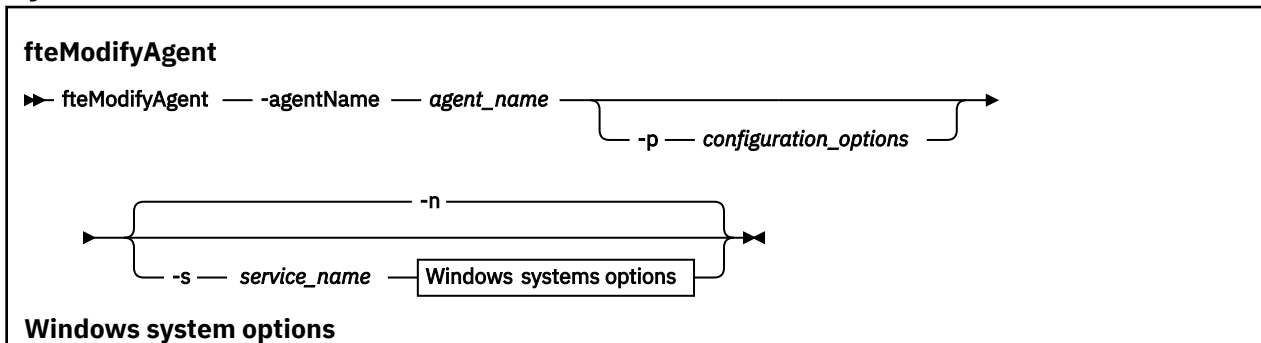 fteModifyAgent
fteModifyAgent -agentName agent_name
-p configuration_options
-n
-s service_name Windows systems options
Windows system options